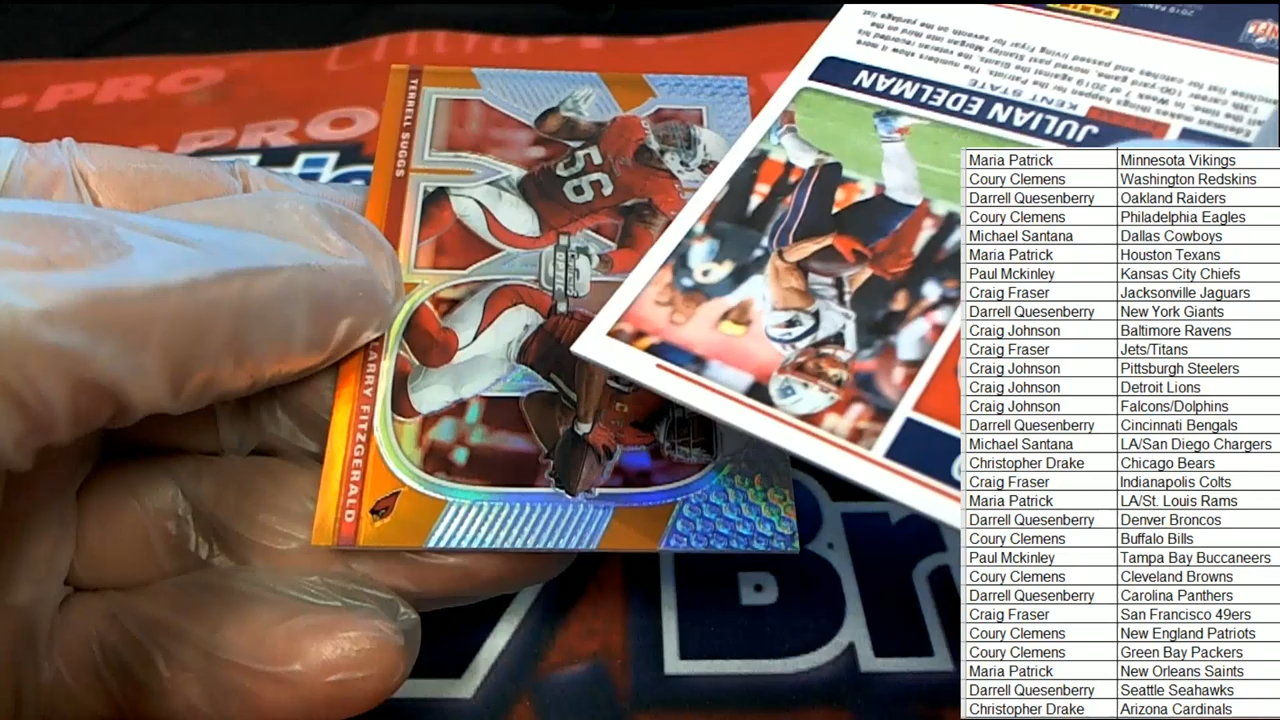 PRO
PRO
TERRELL SUGGS
56
LARRY FITZGERALD
JULIAN EDELMAN
KENT STATE
PANINI
NFL
Br
Maria Patrick Minnesota Vikings
Coury Clemens Washington Redskins
Darrell Quesenberry Oakland Raiders
Coury Clemens Philadelphia Eagles
Michael Santana Dallas Cowboys
Maria Patrick Houston Texans
Paul Mckinley Kansas City Chiefs
Craig Fraser Jacksonville Jaguars
Darrell Quesenberry New York Giants
Craig Johnson Baltimore Ravens
Craig Fraser Jets/Titans
Craig Johnson Pittsburgh Steelers
Craig Johnson Detroit Lions
Craig Johnson Falcons/Dolphins
Darrell Quesenberry Cincinnati Bengals
Michael Santana LA/San Diego Chargers
Christopher Drake Chicago Bears
Craig Fraser Indianapolis Colts
Maria Patrick LA/St. Louis Rams
Darrell Quesenberry Denver Broncos
Coury Clemens Buffalo Bills
Paul Mckinley Tampa Bay Buccaneers
Coury Clemens Cleveland Browns
Darrell Quesenberry Carolina Panthers
Craig Fraser San Francisco 49ers
Coury Clemens New England Patriots
Coury Clemens Green Bay Packers
Maria Patrick New Orleans Saints
Darrell Quesenberry Seattle Seahawks
Christopher Drake Arizona Cardinals